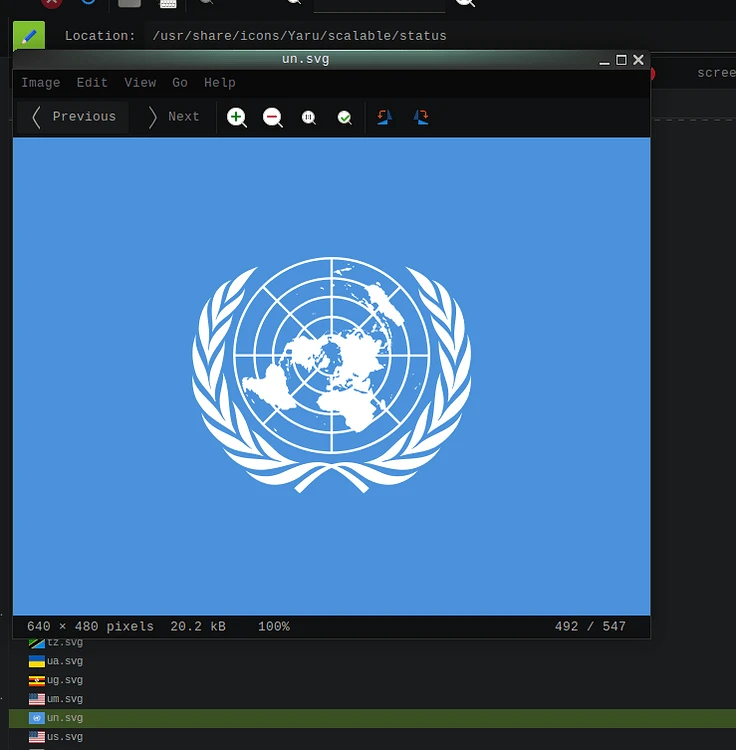 Location: /usr/share/icons/Yaru/scalable/status
un.svg
scree
Image Edit View Go Help
Previous Next
640 × 480 pixels 20.2 kB 100% 492 / 547
tz.svg
ua.svg
ug.svg
um.svg
un.svg
us.svg